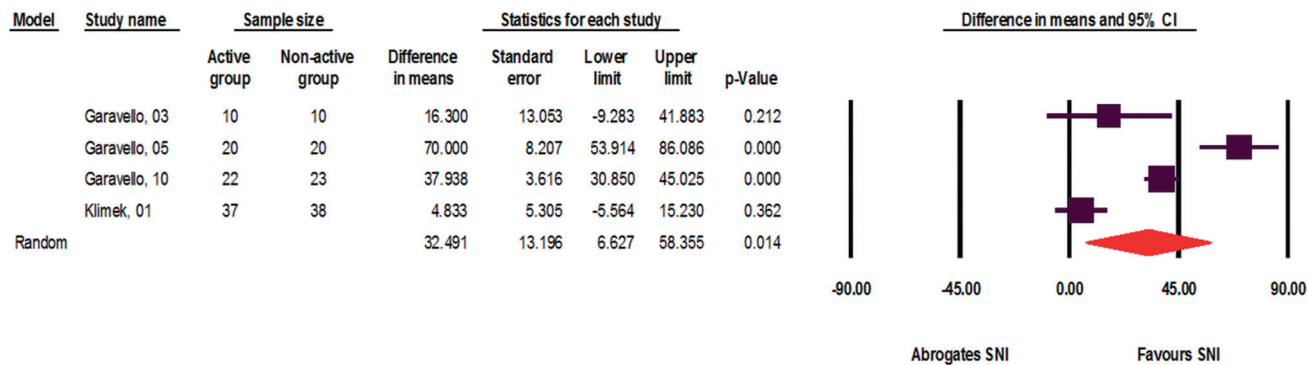 Model Study name Sample size Statistics for each study Difference in means and 95% CI
Active group Non-active group Difference in means Standard error Lower limit Upper limit p-Value
Garavello, 03 10 10 16.300 13.053 -9.283 41.883 0.212
Garavello, 05 20 20 70.000 8.207 53.914 86.086 0.000
Garavello, 10 22 23 37.938 3.616 30.850 45.025 0.000
Klimek, 01 37 38 4.833 5.305 -5.564 15.230 0.362
Random 32.491 13.196 6.627 58.355 0.014
-90.00 -45.00 0.00 45.00 90.00
Abrogates SNI Favours SNI